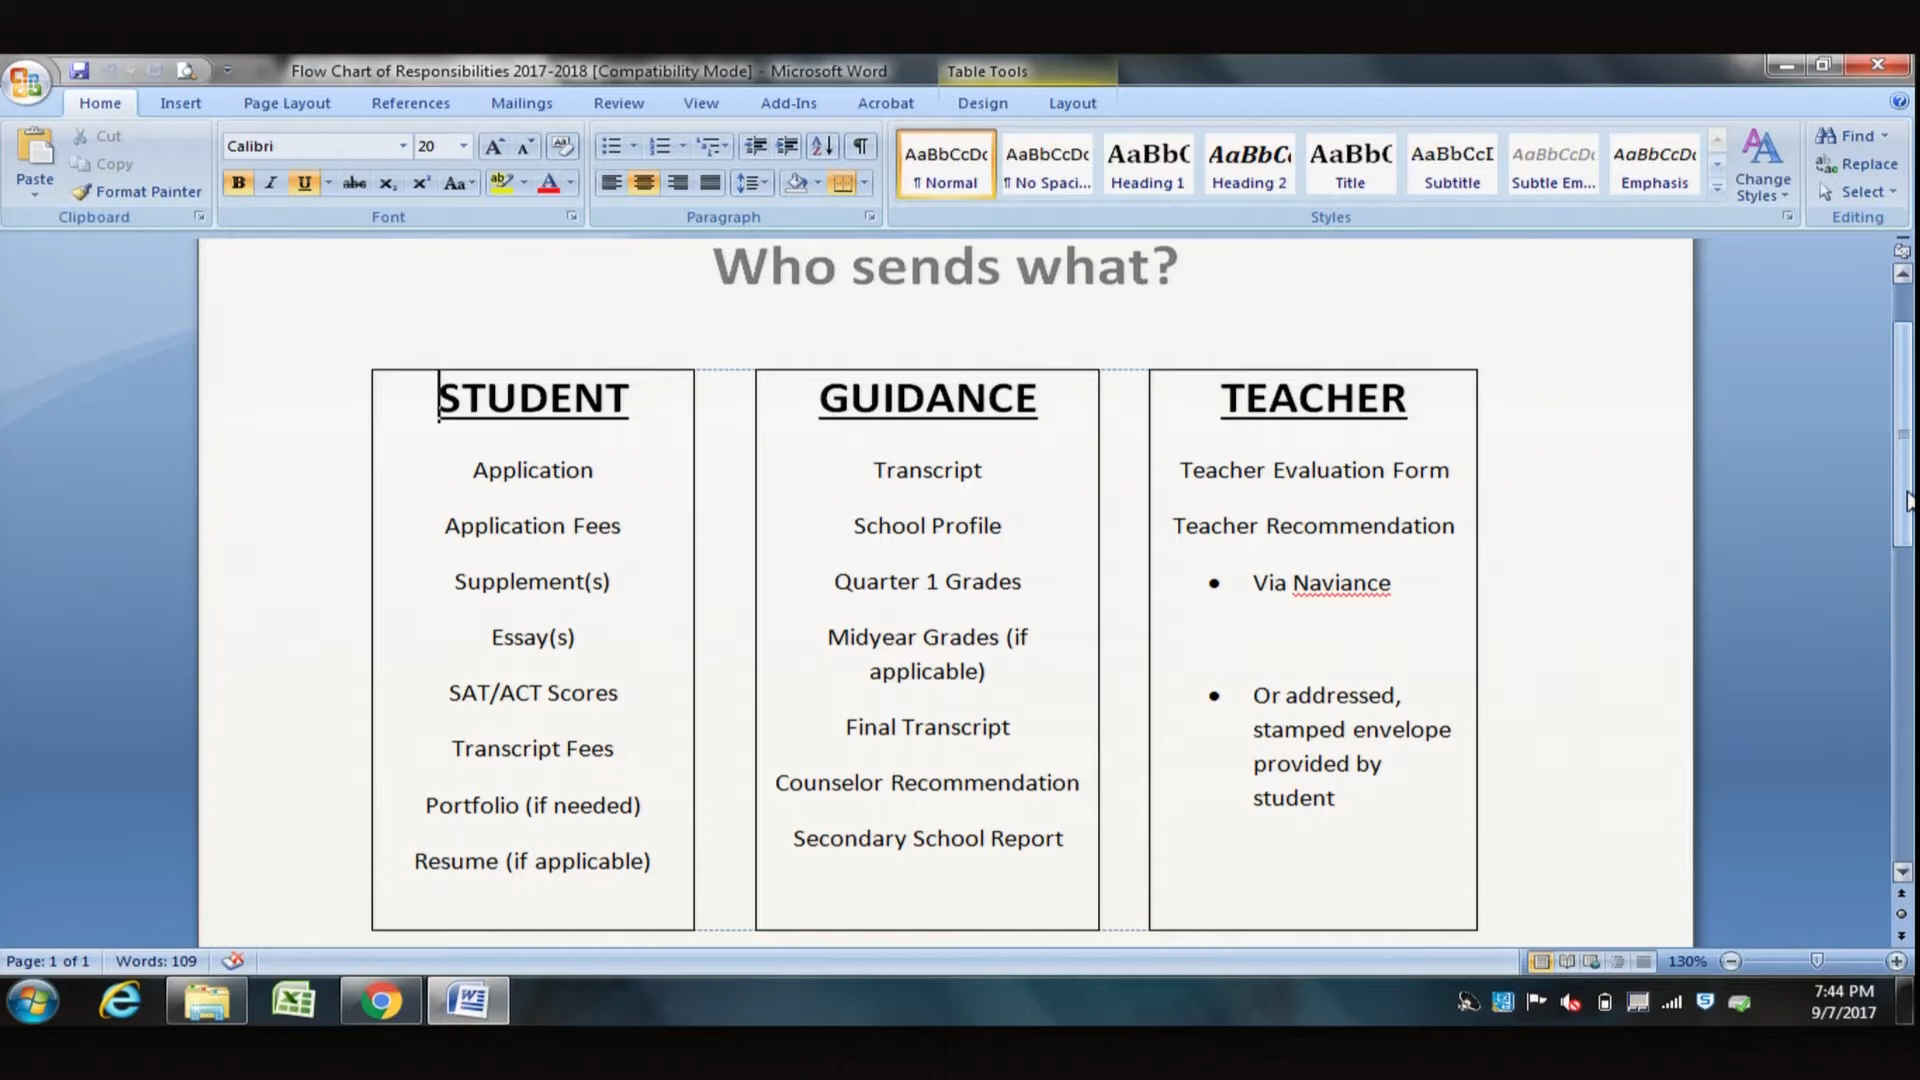 Flow Chart of Responsibilities 2017-2018 [Compatibility Mode] - Microsoft Word
Table Tools
Home Insert Page Layout References Mailings Review View Add-Ins Acrobat Design Layout
Paste
Cut
Copy
Format Painter
Clipboard
Calibri 20
Font
Paragraph
AaBbCcDc AaBbCcDc AaBbC AaBbCc AaBbC AaBbCcI AaBbCcDc AaBbCcDc
¶ Normal ¶ No Spaci... Heading 1 Heading 2 Title Subtitle Subtle Em... Emphasis
Change
Styles
Styles
Find
Replace
Select
Editing
Who sends what?
STUDENT
Application
Application Fees
Supplement(s)
Essay(s)
SAT/ACT Scores
Transcript Fees
Portfolio (if needed)
Resume (if applicable)
GUIDANCE
Transcript
School Profile
Quarter 1 Grades
Midyear Grades (if
applicable)
Final Transcript
Counselor Recommendation
Secondary School Report
TEACHER
Teacher Evaluation Form
Teacher Recommendation
• Via Naviance
• Or addressed,
stamped envelope
provided by
student
Page: 1 of 1 Words: 109
130%
7:44 PM
9/7/2017